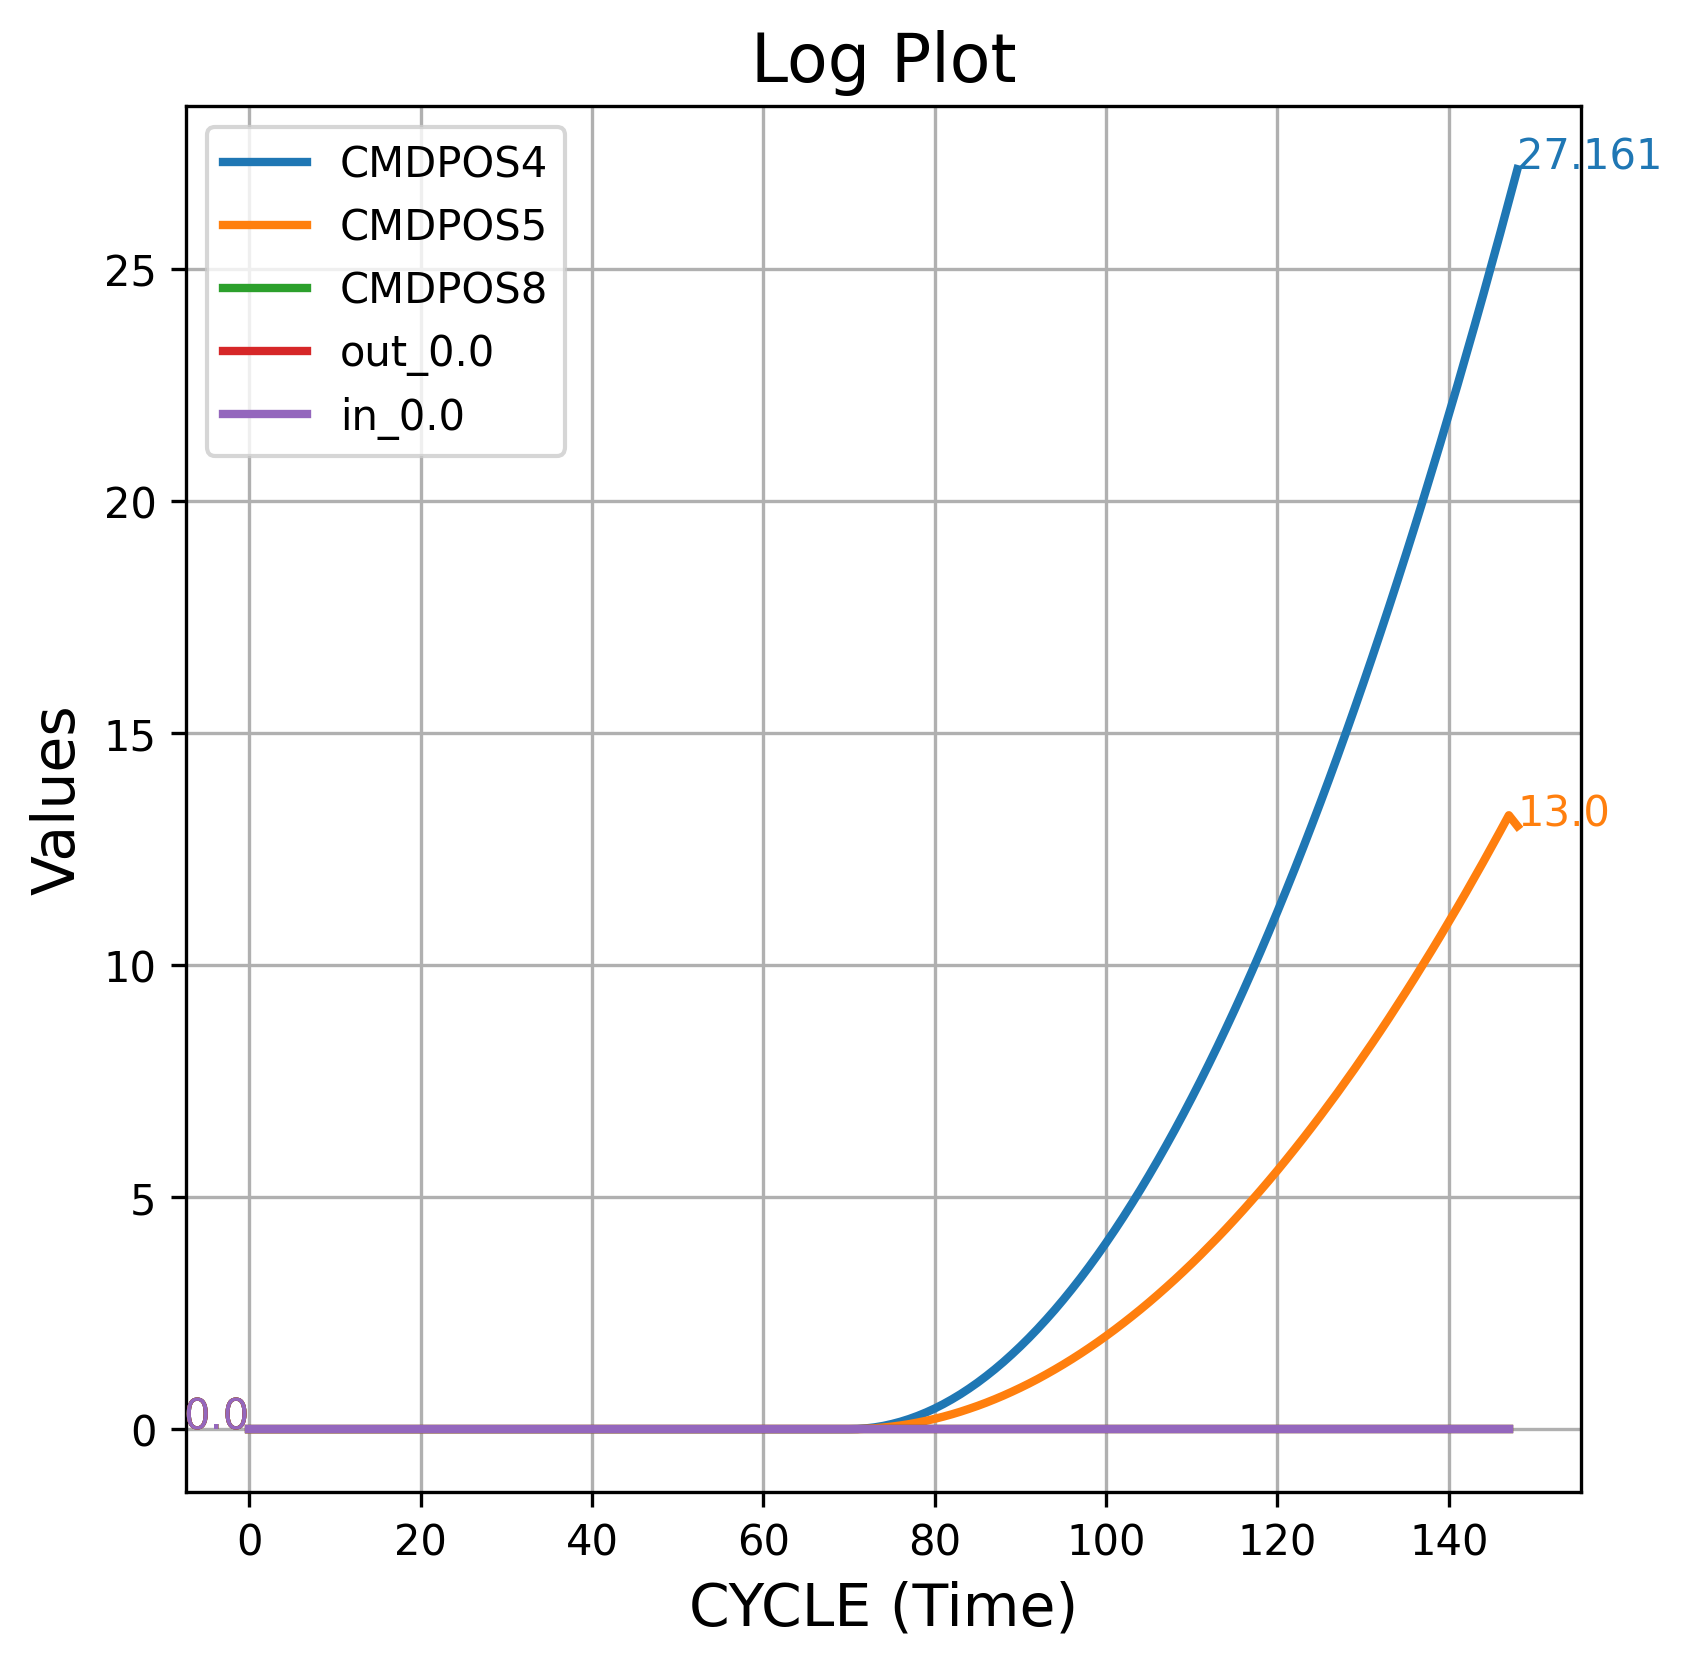 Log Plot
CMDPOS4
CMDPOS5
CMDPOS8
out_0.0
in_0.0
27.161
13.0
0.0
Values
25
20
15
10
5
0
0 20 40 60 80 100 120 140
CYCLE (Time)